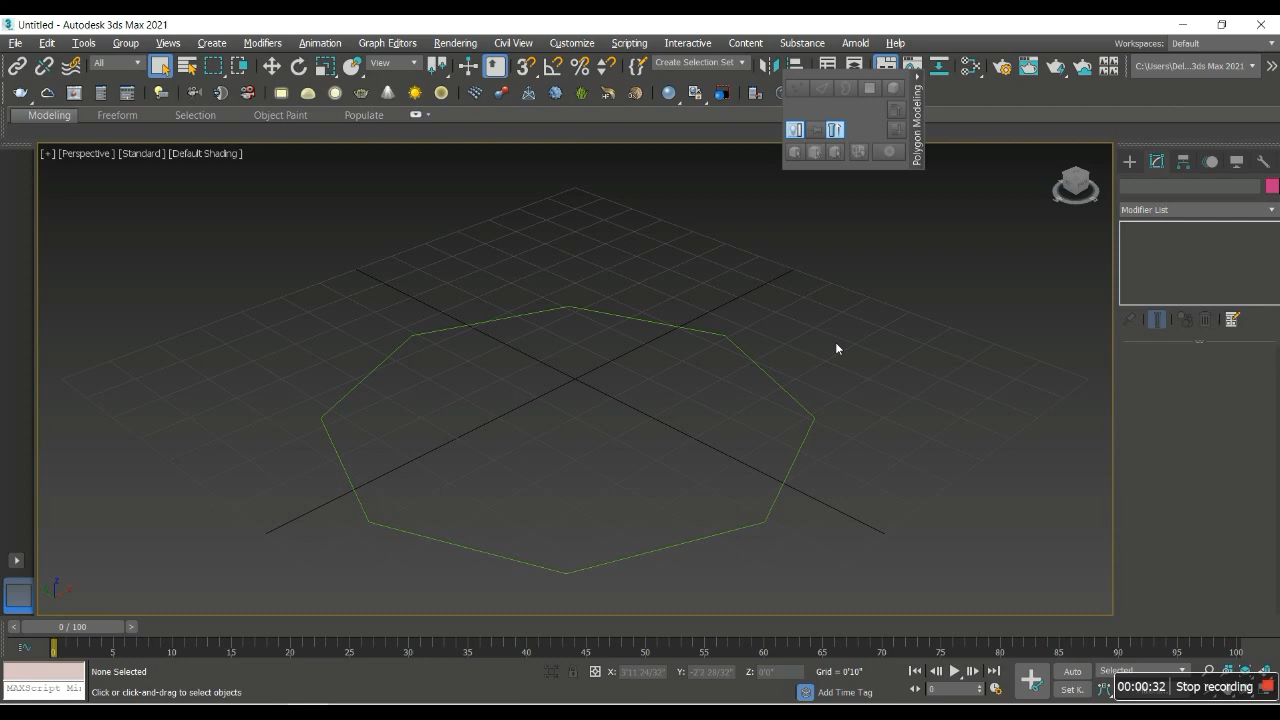 Untitled - Autodesk 3ds Max 2021
File Edit Tools Group Views Create Modifiers Animation Graph Editors Rendering Civil View Customize Scripting Interactive Content Substance Arnold Help Workspaces: Default
All View Create Selection Set C:\Users\Del...3ds Max 2021
Modeling Freeform Selection Object Paint Populate
Polygon Modeling
[+] [Perspective ] [Standard ] [Default Shading ]
Modifier List
< 0 / 100 >
0 5 10 15 20 25 30 35 40 45 50 55 60 65 70 75 80 85 90 95 100
None Selected X: 3'11 24/32" Y: -2'2 28/32" Z: 0'0" Grid = 0'10" Auto Selected
MAXScript Mi Click or click-and-drag to select objects Add Time Tag 0 Set K. 00:00:32 Stop recording